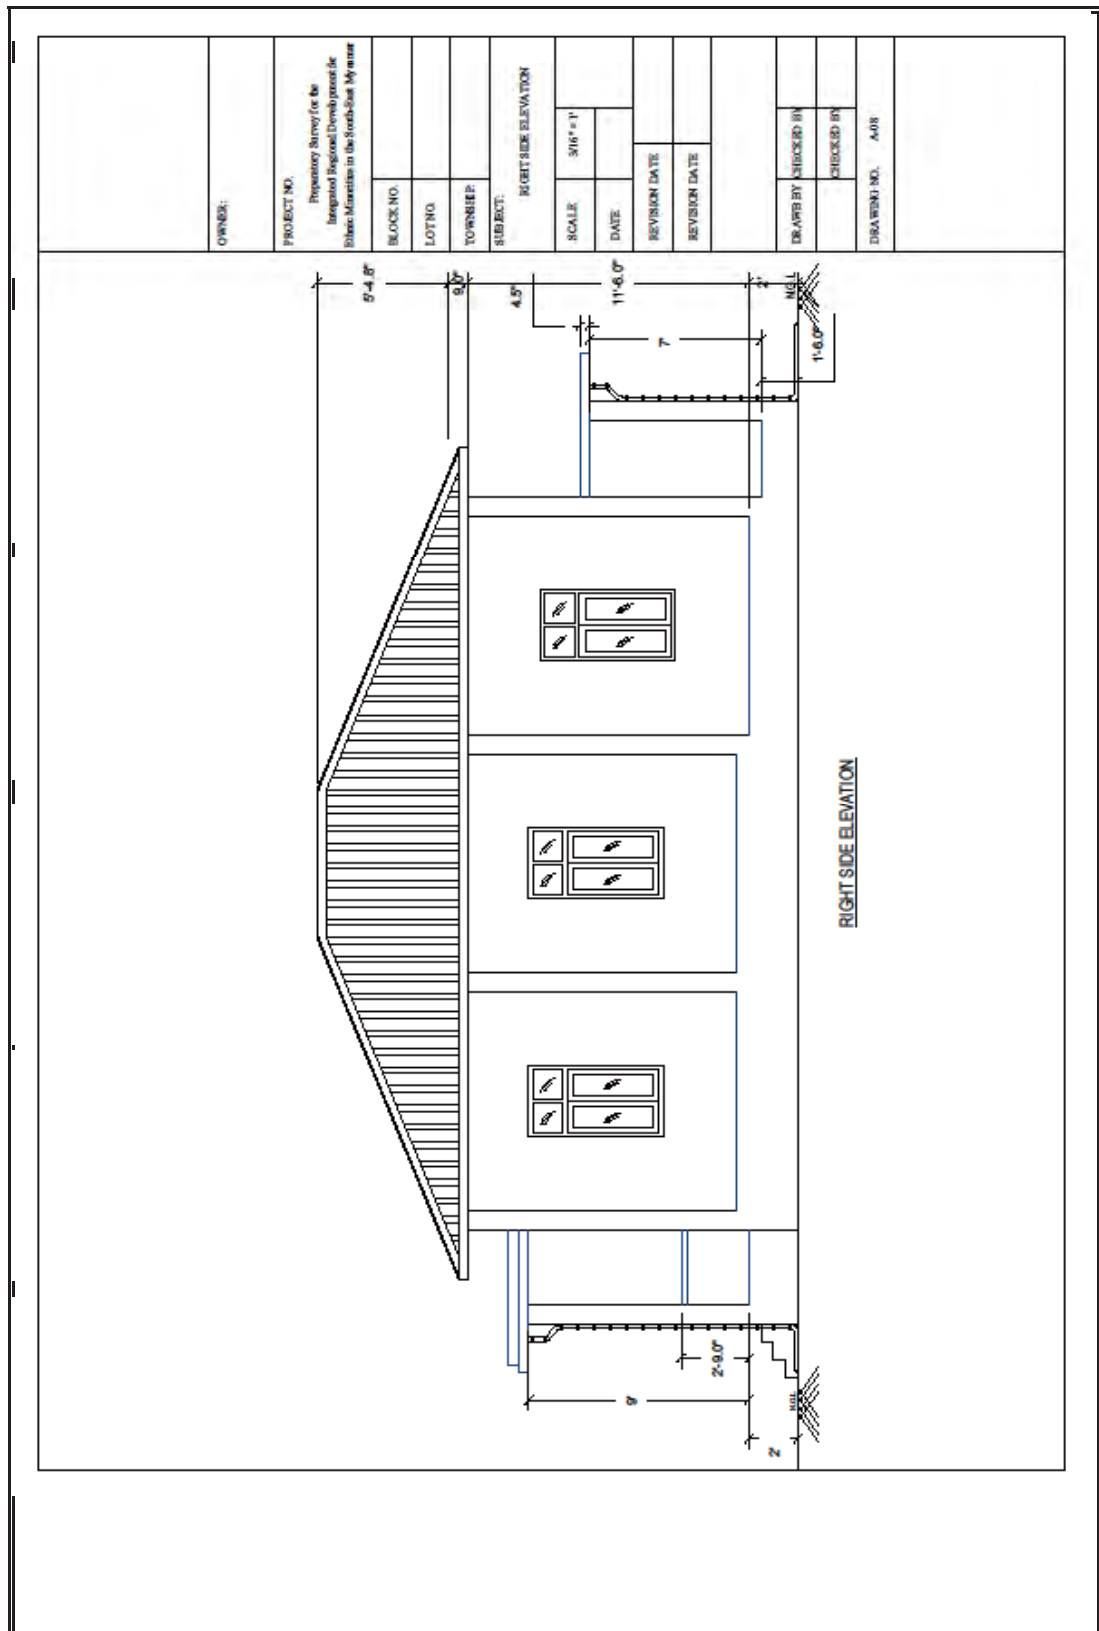 OWNER:
PROJECT NO.
Preparatory Survey for the
Integrated Regional Development for
Ethnic Minorities in the South-East Myanmar
BLOCK NO.
LOT NO.
TOWNSHIP:
SUBJECT:
RIGHT SIDE ELEVATION
SCALE 3/16" = 1'
DATE
REVISION DATE
REVISION DATE
DRAWB BY CHECKED BY
CHECKED BY
DRAWING NO. A-08
5'-4.8"
9.0"
4.5"
11'-6.0"
2'
N.G.L
7'
1'-6.0"
9'
2'-9.0"
2'
N.G.L
RIGHT SIDE ELEVATION